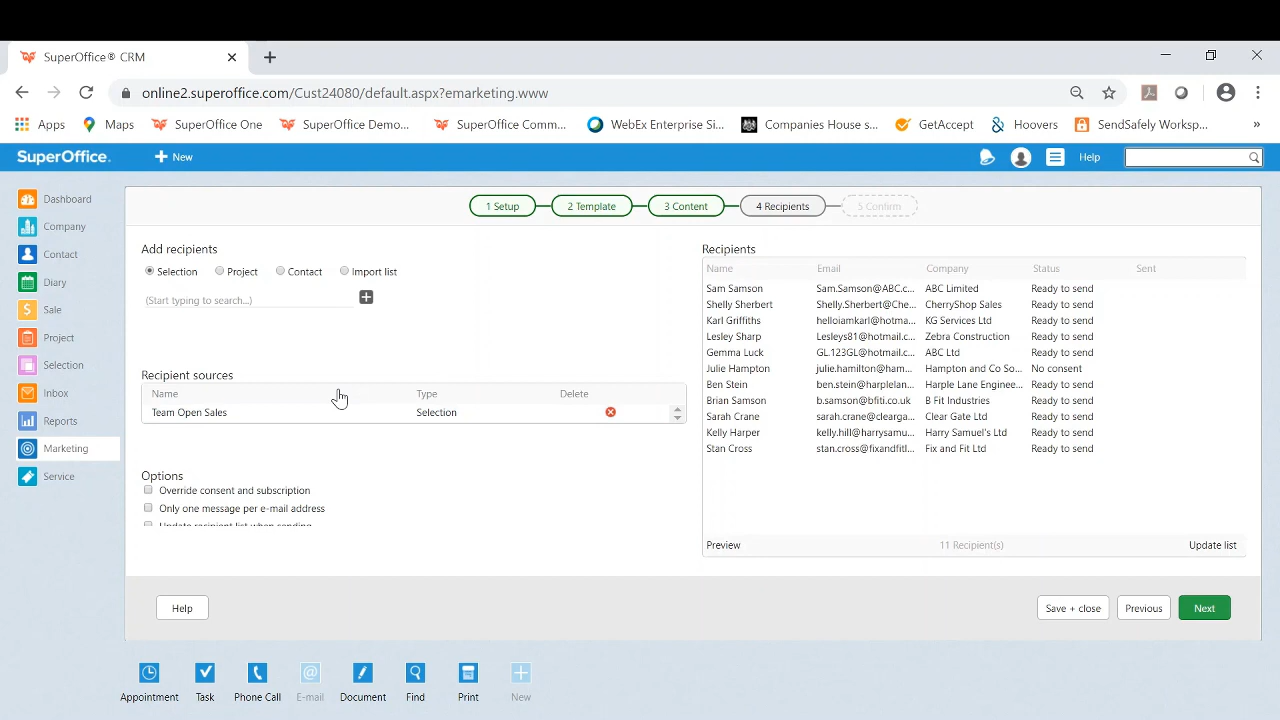 SuperOffice® CRM
online2.superoffice.com/Cust24080/default.aspx?emarketing.www
Apps Maps SuperOffice One SuperOffice Demo... SuperOffice Comm... WebEx Enterprise Si... Companies House s... GetAccept Hoovers SendSafely Worksp... »
SuperOffice. New Help
Dashboard
Company
Contact
Diary
Sale
Project
Selection
Inbox
Reports
Marketing
Service
1 Setup 2 Template 3 Content 4 Recipients 5 Confirm
Add recipients
Selection Project Contact Import list
(Start typing to search...)
Recipient sources
Name Type Delete
Team Open Sales Selection
Options
Override consent and subscription
Only one message per e-mail address
Update recipient list when sending
Recipients
Name Email Company Status Sent
Sam Samson Sam.Samson@ABC.c... ABC Limited Ready to send
Shelly Sherbert Shelly.Sherbert@Che... CherryShop Sales Ready to send
Karl Griffiths helloiamkarl@hotma... KG Services Ltd Ready to send
Lesley Sharp Lesleys81@hotmail.c... Zebra Construction Ready to send
Gemma Luck GL.123GL@hotmail.c... ABC Ltd Ready to send
Julie Hampton julie.hamilton@ham... Hampton and Co So... No consent
Ben Stein ben.stein@harplelan... Harple Lane Enginee... Ready to send
Brian Samson b.samson@bfiti.co.uk B Fit Industries Ready to send
Sarah Crane sarah.crane@clearga... Clear Gate Ltd Ready to send
Kelly Harper kelly.hill@harrysamu... Harry Samuel's Ltd Ready to send
Stan Cross stan.cross@fixandfitl... Fix and Fit Ltd Ready to send
Preview 11 Recipient(s) Update list
Help Save + close Previous Next
Appointment Task Phone Call E-mail Document Find Print New